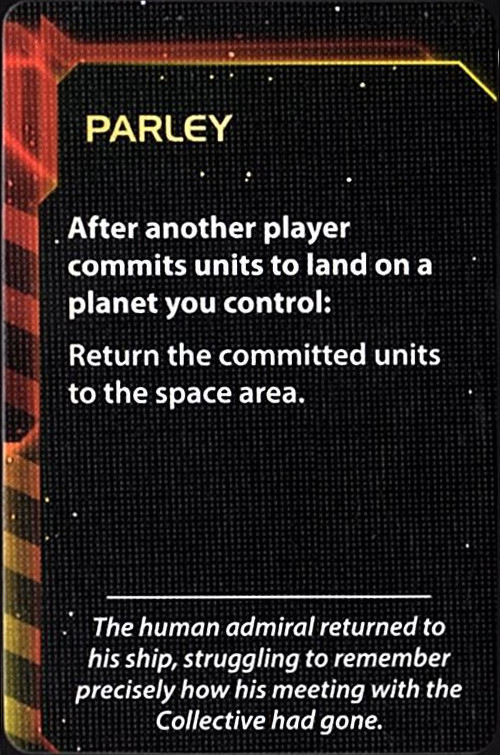 PARLEY
After another player
commits units to land on a
planet you control:
Return the committed units
to the space area.
The human admiral returned to
his ship, struggling to remember
precisely how his meeting with the
Collective had gone.